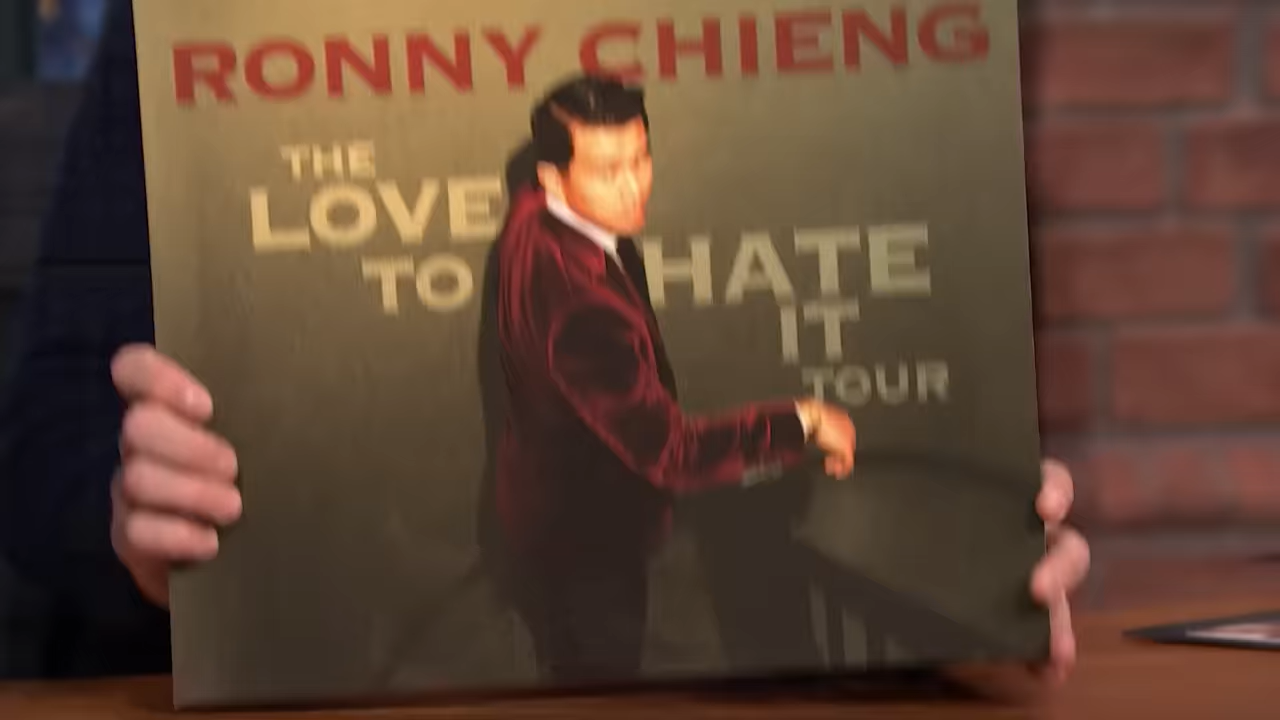 RONNY CHIENG
THE
LOVE
TO HATE
IT
TOUR